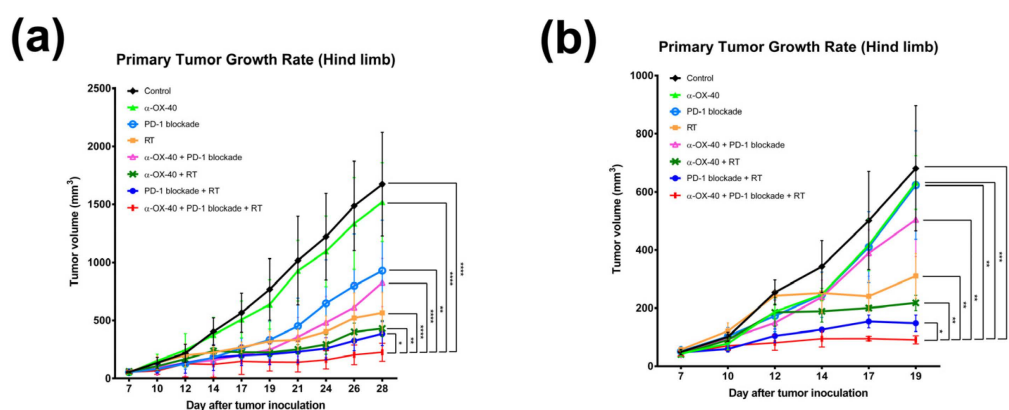 (a)
Primary Tumor Growth Rate (Hind limb)
2500
2000
1500
1000
500
0
Tumor volume (mm³)
Control
α-OX-40
PD-1 blockade
RT
α-OX-40 + PD-1 blockade
α-OX-40 + RT
PD-1 blockade + RT
α-OX-40 + PD-1 blockade + RT
*
**
****
****
**
****
****
7 10 12 14 17 19 21 24 26 28
Day after tumor inoculation
(b)
Primary Tumor Growth Rate (Hind limb)
1000
800
600
400
200
0
Tumor volume (mm³)
Control
α-OX-40
PD-1 blockade
RT
α-OX-40 + PD-1 blockade
α-OX-40 + RT
PD-1 blockade + RT
α-OX-40 + PD-1 blockade + RT
*
**
**
**
**
***
7 10 12 14 17 19
Day after tumor inoculation